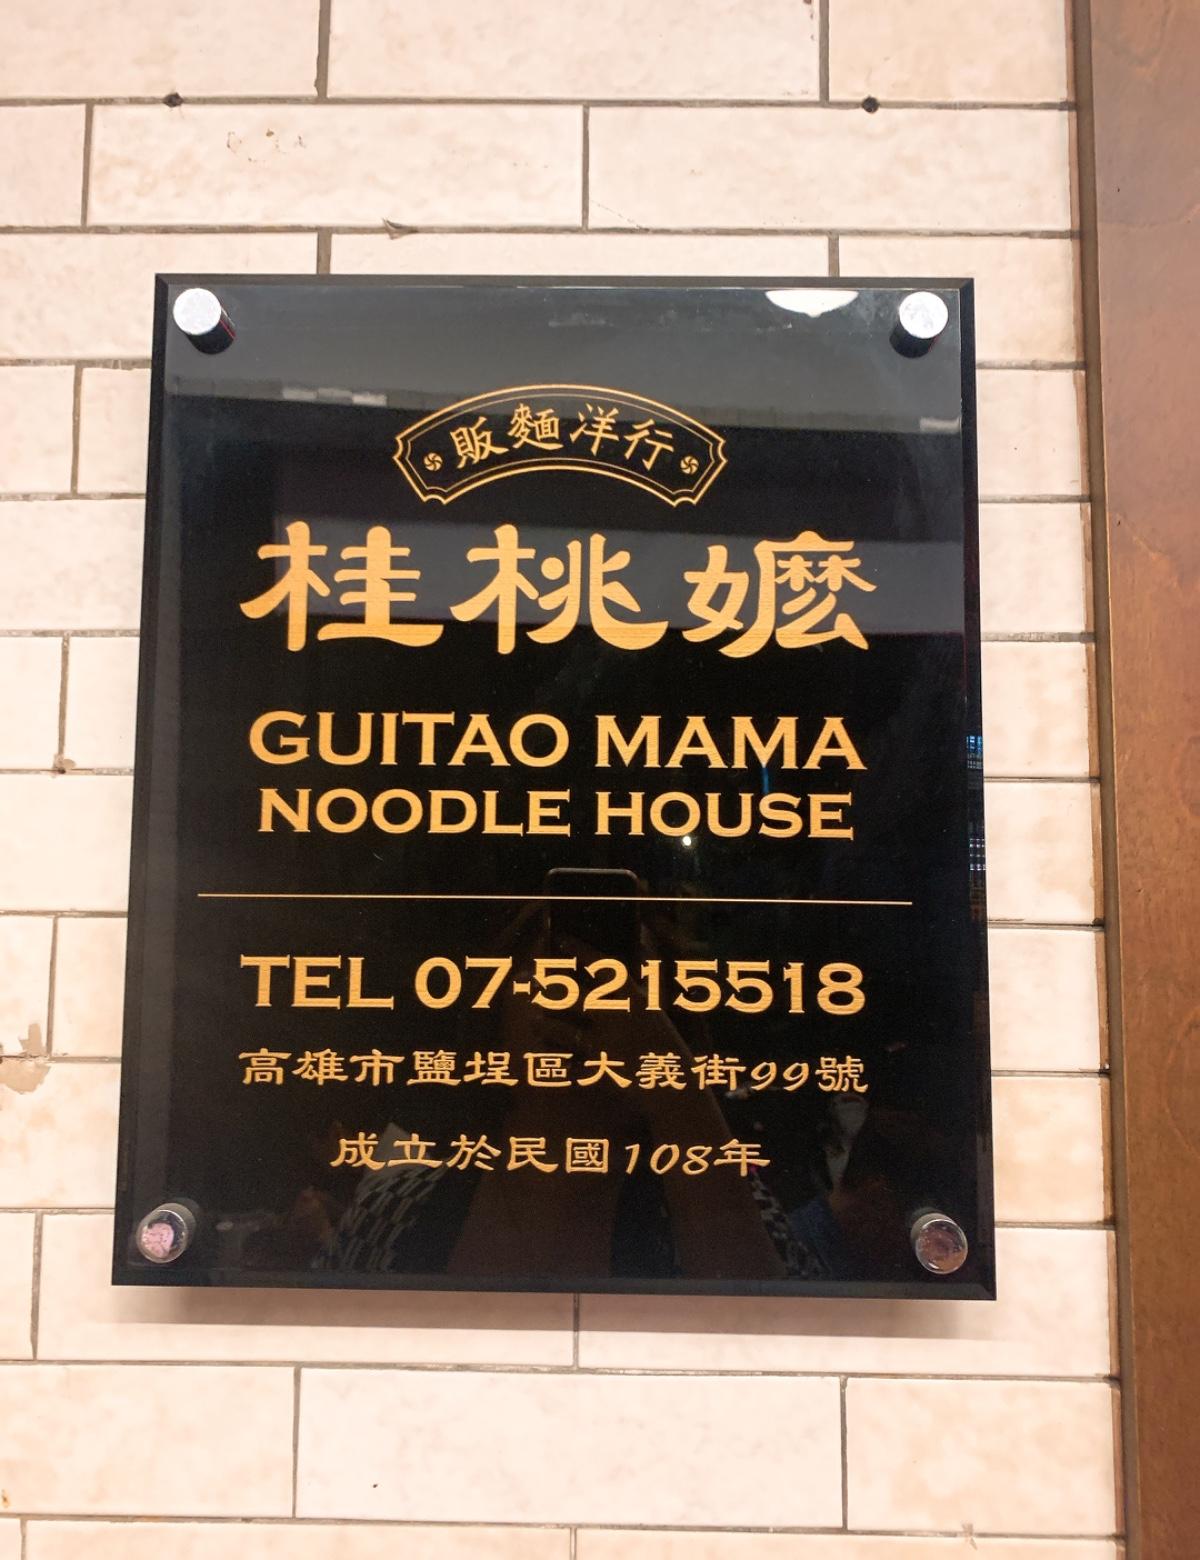 販麵洋行
桂桃嬤
GUITAO MAMA
NOODLE HOUSE
TEL 07-5215518
高雄市鹽埕區大義街99號
成立於民國108年